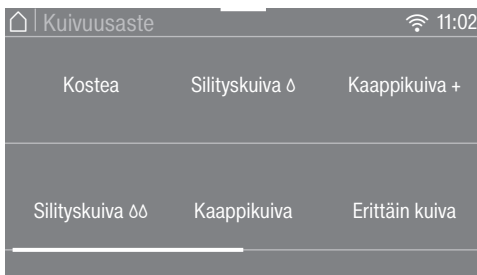 Kuivuusaste 11:02
Kostea Silityskuiva Kaappikuiva +
Silityskuiva Kaappikuiva Erittäin kuiva